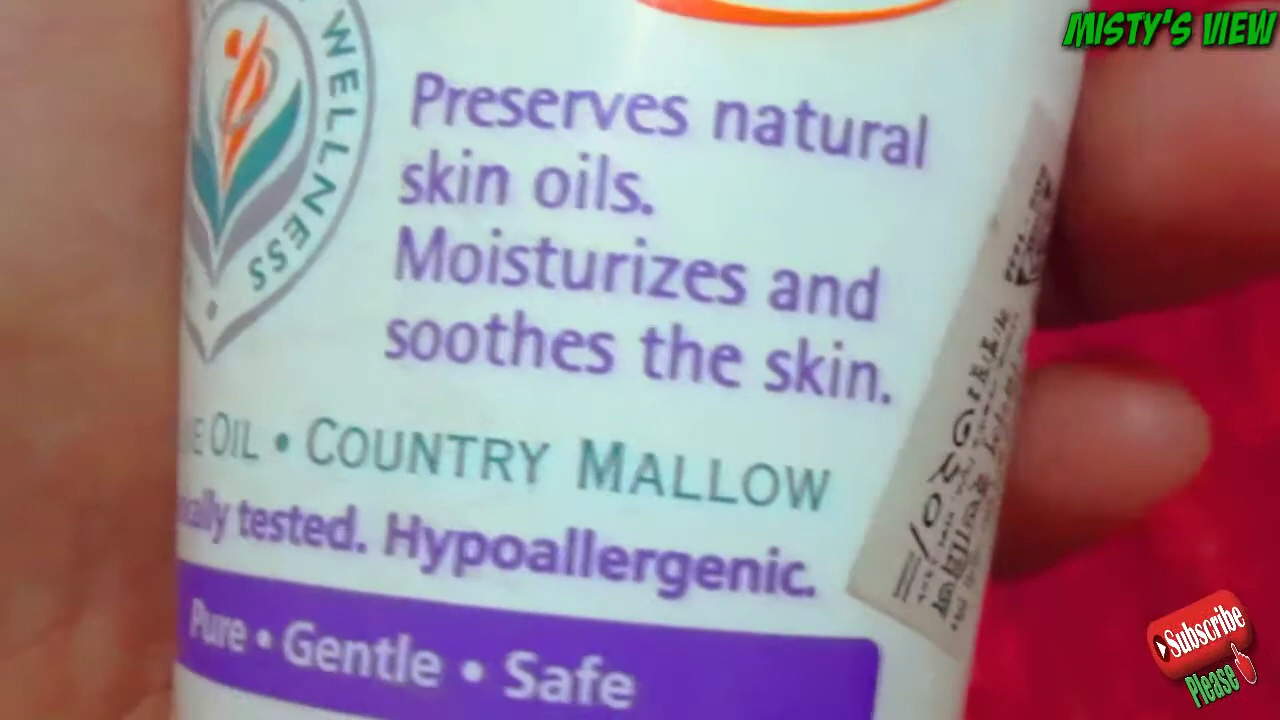 MISTY'S VIEW
WELLNESS
Preserves natural
skin oils.
Moisturizes and
soothes the skin.
OIL • COUNTRY MALLOW
tested. Hypoallergenic.
Pure • Gentle • Safe
Subscribe
Please